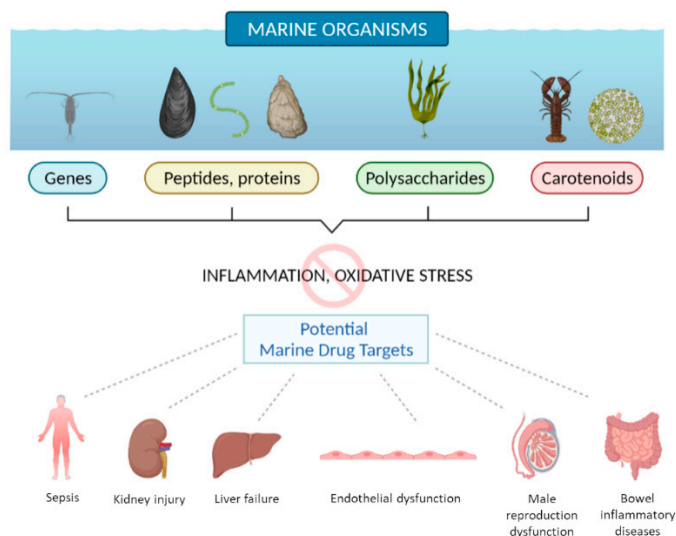 MARINE ORGANISMS
Genes
Peptides, proteins
Polysaccharides
Carotenoids
INFLAMMATION, OXIDATIVE STRESS
Potential
Marine Drug Targets
Sepsis
Kidney injury
Liver failure
Endothelial dysfunction
Male
reproduction
dysfunction
Bowel
inflammatory
diseases